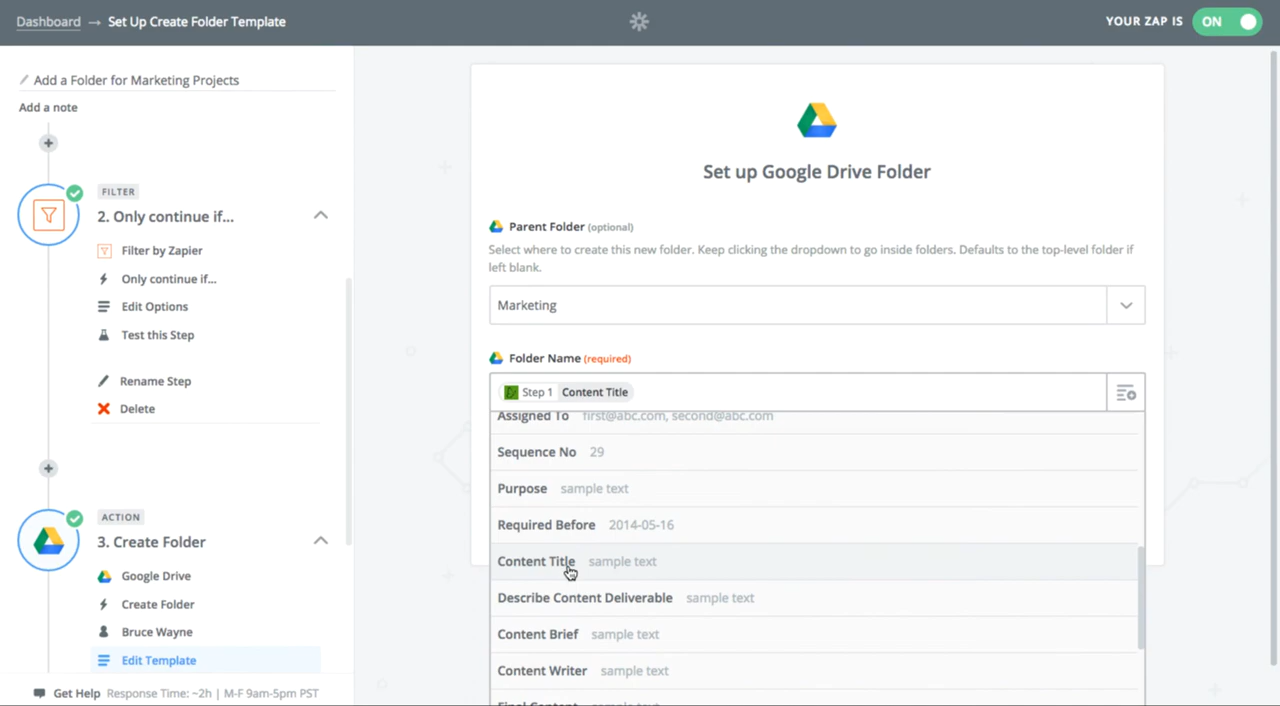 Dashboard → Set Up Create Folder Template
YOUR ZAP IS ON
Add a Folder for Marketing Projects
Add a note
FILTER
2. Only continue if...
Filter by Zapier
Only continue if...
Edit Options
Test this Step
Rename Step
Delete
ACTION
3. Create Folder
Google Drive
Create Folder
Bruce Wayne
Edit Template
Get Help Response Time: ~2h | M-F 9am-5pm PST
Set up Google Drive Folder
Parent Folder (optional)
Select where to create this new folder. Keep clicking the dropdown to go inside folders. Defaults to the top-level folder if
left blank.
Marketing
Folder Name (required)
Step 1 Content Title
Assigned To first@abc.com, second@abc.com
Sequence No 29
Purpose sample text
Required Before 2014-05-16
Content Title sample text
Describe Content Deliverable sample text
Content Brief sample text
Content Writer sample text